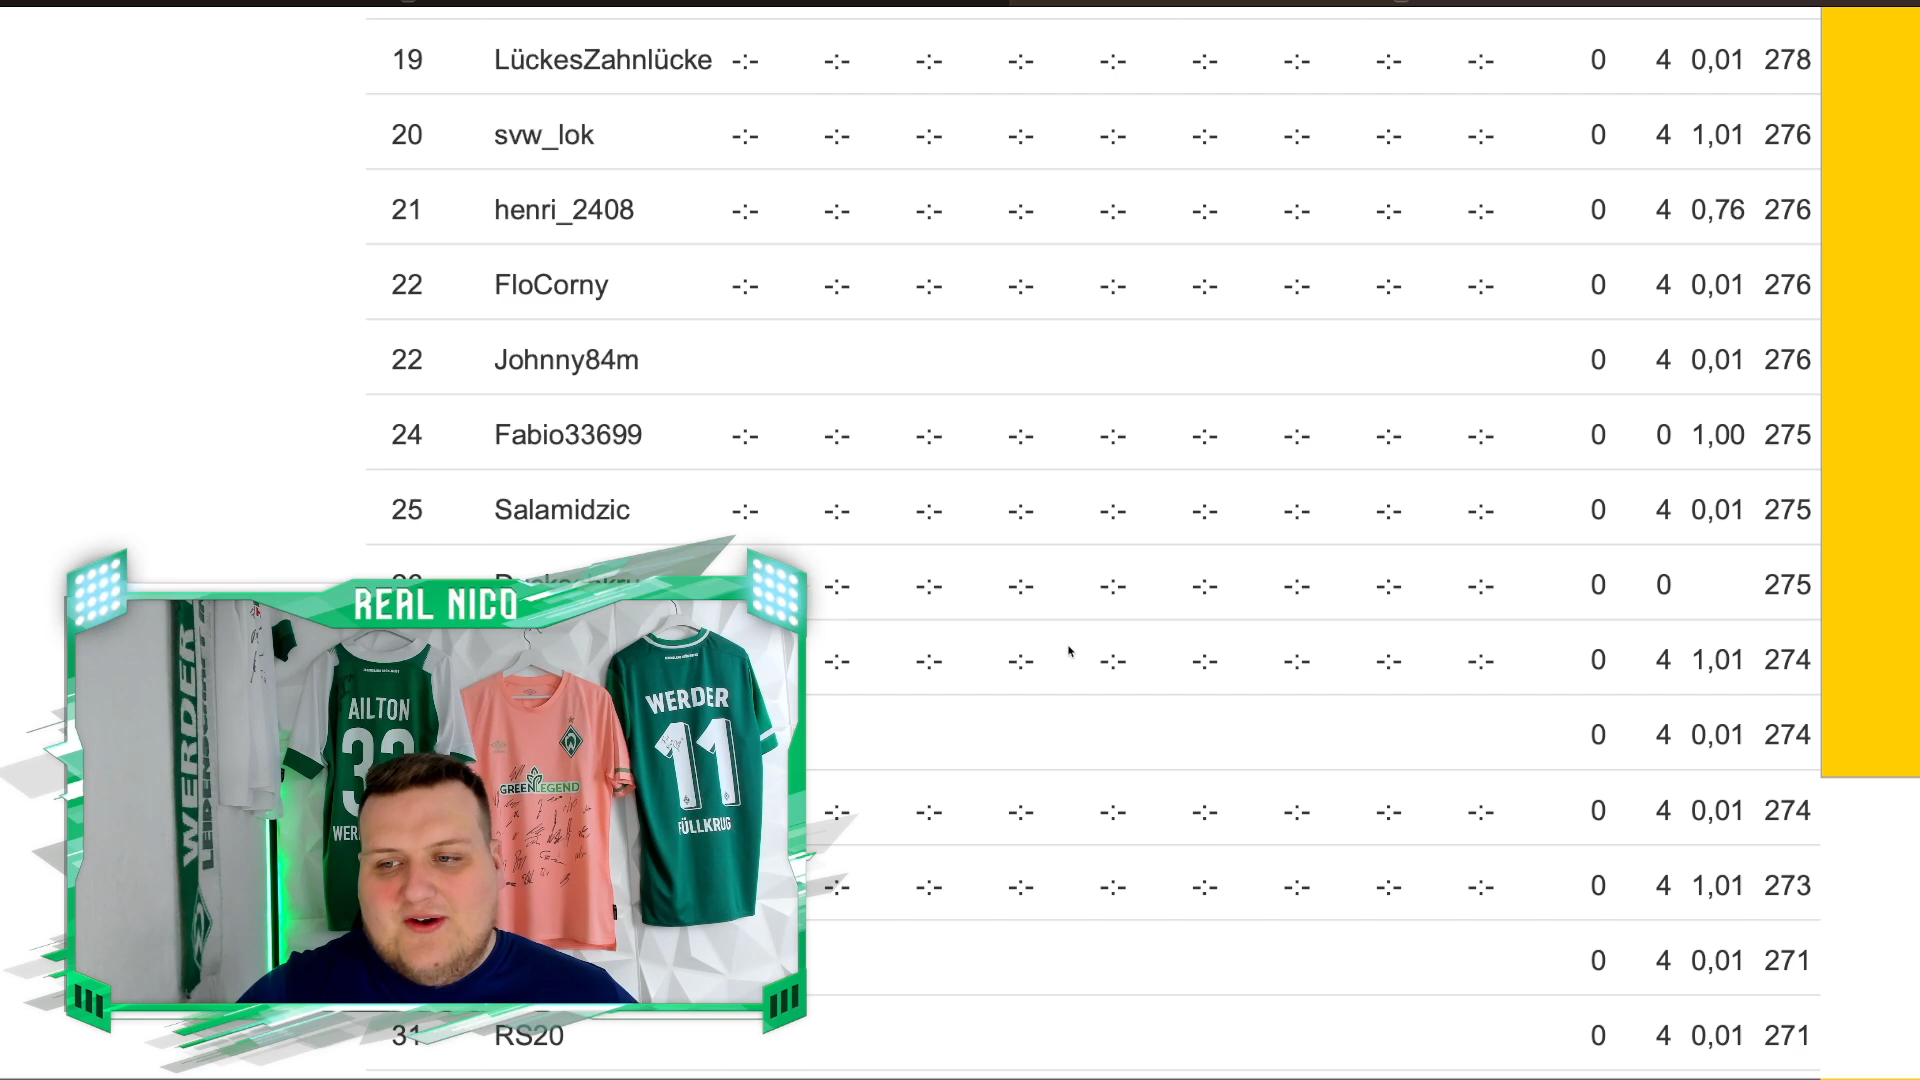 19 LückesZahnlücke -:- -:- -:- -:- -:- -:- -:- -:- -:- 0 4 0,01 278
20 svw_lok -:- -:- -:- -:- -:- -:- -:- -:- -:- 0 4 1,01 276
21 henri_2408 -:- -:- -:- -:- -:- -:- -:- -:- -:- 0 4 0,76 276
22 FloCorny -:- -:- -:- -:- -:- -:- -:- -:- -:- 0 4 0,01 276
22 Johnny84m 0 4 0,01 276
24 Fabio33699 -:- -:- -:- -:- -:- -:- -:- -:- -:- 0 0 1,00 275
25 Salamidzic -:- -:- -:- -:- -:- -:- -:- -:- -:- 0 4 0,01 275
-:- -:- -:- -:- -:- -:- -:- -:- 0 0 275
REAL NICO
-:- -:- -:- -:- -:- -:- -:- -:- 0 4 1,01 274
0 4 0,01 274
-:- -:- -:- -:- -:- -:- -:- -:- 0 4 0,01 274
-:- -:- -:- -:- -:- -:- -:- -:- 0 4 1,01 273
0 4 0,01 271
31 RS20 0 4 0,01 271
WERDER
AILTON
WERDER
11
FÜLLKRUG
GREENLEGEND